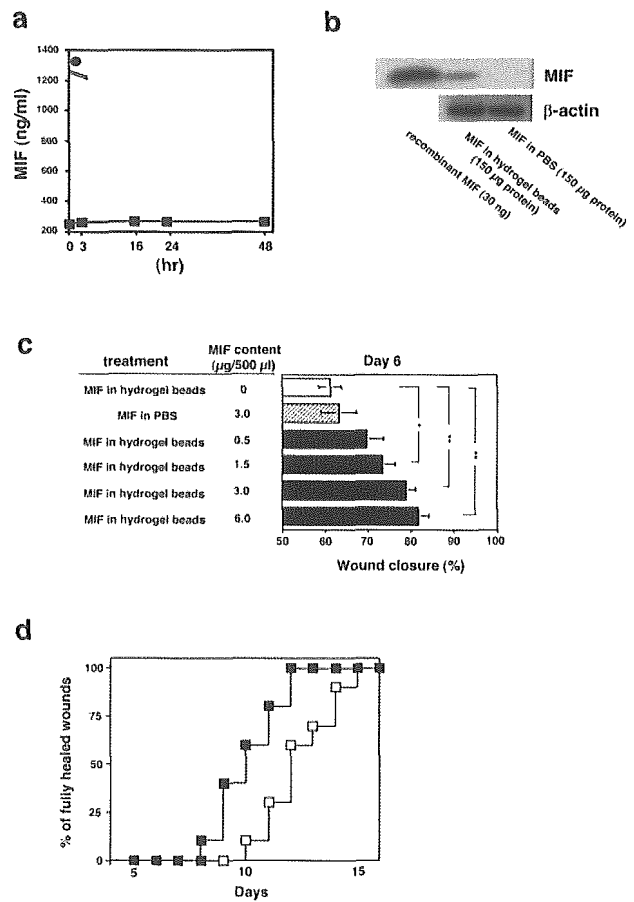 a
1400
1200
1000
800
600
400
200
MIF (ng/ml)
0 3 16 24 48
(hr)
b
MIF
β-actin
recombinant MIF (30 ng)
MIF in hydrogel beads
(150 μg protein)
MIF in PBS (150 μg protein)
c
treatment
MIF content
(μg/500 μl)
Day 6
MIF in hydrogel beads 0
MIF in PBS 3.0
MIF in hydrogel beads 0.5
MIF in hydrogel beads 1.5
MIF in hydrogel beads 3.0
MIF in hydrogel beads 6.0
*
**
**
50 60 70 80 90 100
Wound closure (%)
d
% of fully healed wounds
100
75
50
25
0
5 10 15
Days